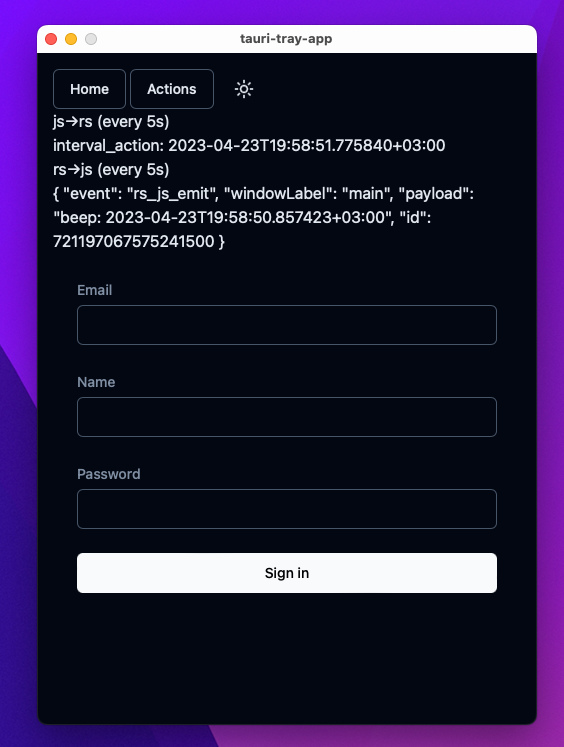 tauri-tray-app
Home Actions
js→rs (every 5s)
interval_action: 2023-04-23T19:58:51.775840+03:00
rs→js (every 5s)
{ "event": "rs_js_emit", "windowLabel": "main", "payload":
"beep: 2023-04-23T19:58:50.857423+03:00", "id":
721197067575241500 }
Email
Name
Password
Sign in